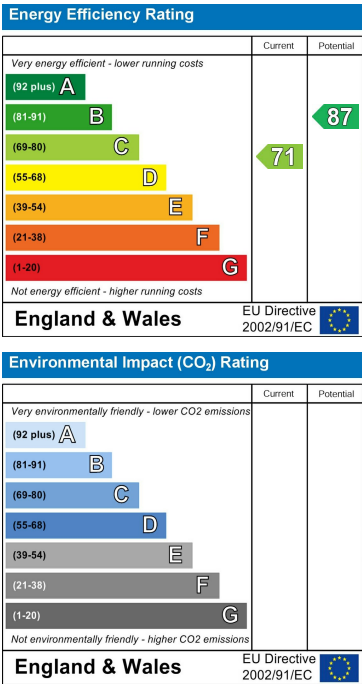 Energy Efficiency Rating
Current Potential
Very energy efficient - lower running costs
(92 plus) A
(81-91) B
(69-80) C
(55-68) D
(39-54) E
(21-38) F
(1-20) G
71
87
Not energy efficient - higher running costs
England & Wales
EU Directive
2002/91/EC
Environmental Impact (CO₂) Rating
Current Potential
Very environmentally friendly - lower CO2 emissions
(92 plus) A
(81-91) B
(69-80) C
(55-68) D
(39-54) E
(21-38) F
(1-20) G
Not environmentally friendly - higher CO2 emissions
England & Wales
EU Directive
2002/91/EC